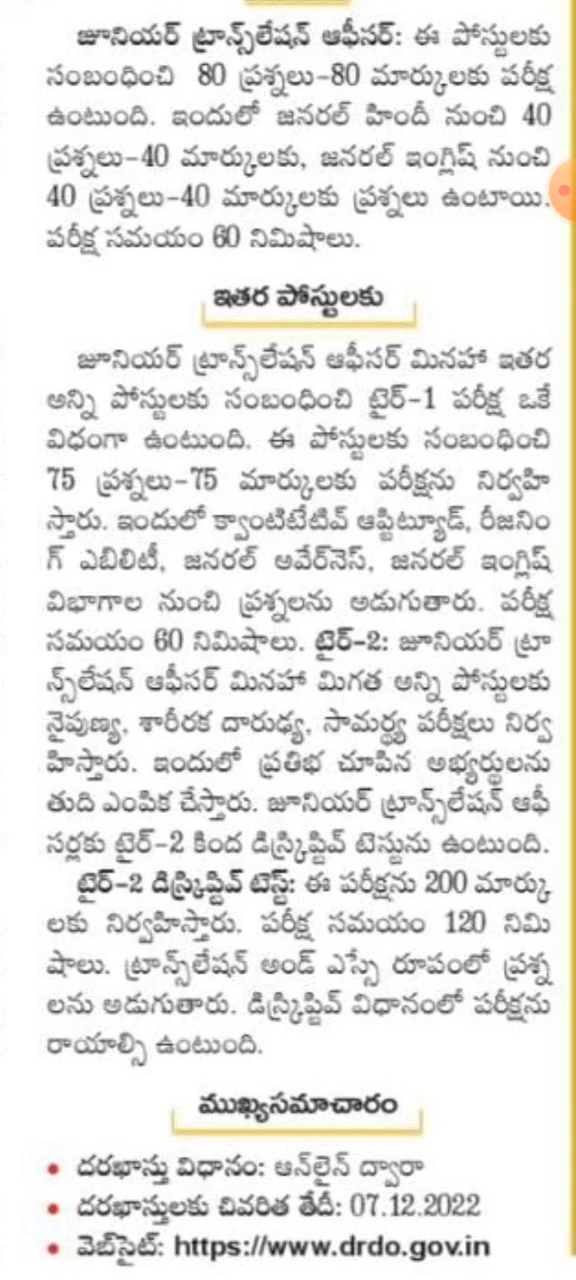 జూనియర్ ట్రాన్స్‌లేషన్ ఆఫీసర్: ఈ పోస్టులకు
సంబంధించి 80 ప్రశ్నలు-80 మార్కులకు పరీక్ష
ఉంటుంది. ఇందులో జనరల్ హిందీ నుంచి 40
ప్రశ్నలు-40 మార్కులకు, జనరల్ ఇంగ్లిష్ నుంచి
40 ప్రశ్నలు-40 మార్కులకు ప్రశ్నలు ఉంటాయి.
పరీక్ష సమయం 60 నిమిషాలు.
ఇతర పోస్టులకు
జూనియర్ ట్రాన్స్‌లేషన్ ఆఫీసర్ మినహా ఇతర
అన్ని పోస్టులకు సంబంధించి టైర్-1 పరీక్ష ఒకే
విధంగా ఉంటుంది. ఈ పోస్టులకు సంబంధించి
75 ప్రశ్నలు-75 మార్కులకు పరీక్షను నిర్వహి
స్తారు. ఇందులో క్వాంటిటేటివ్ ఆప్టిట్యూడ్, రీజనిం
గ్ ఎబిలిటీ, జనరల్ అవేర్‌నెస్, జనరల్ ఇంగ్లిష్
విభాగాల నుంచి ప్రశ్నలను అడుగుతారు. పరీక్ష
సమయం 60 నిమిషాలు. టైర్-2: జూనియర్ ట్రా
న్స్‌లేషన్ ఆఫీసర్ మినహా మిగత అన్ని పోస్టులకు
నైపుణ్య, శారీరక దారుఢ్య, సామర్థ్య పరీక్షలు నిర్వ
హిస్తారు. ఇందులో ప్రతిభ చూపిన అభ్యర్థులను
తుది ఎంపిక చేస్తారు. జూనియర్ ట్రాన్స్‌లేషన్ ఆఫీ
సర్లకు టైర్-2 కింద డిస్క్రిప్టివ్ టెస్టును ఉంటుంది.
టైర్-2 డిస్క్రిప్టివ్ టెస్ట్: ఈ పరీక్షను 200 మార్కు
లకు నిర్వహిస్తారు. పరీక్ష సమయం 120 నిమి
షాలు. ట్రాన్స్‌లేషన్ అండ్ ఎస్సే రూపంలో ప్రశ్న
లను అడుగుతారు. డిస్క్రిప్టివ్ విధానంలో పరీక్షను
రాయాల్సి ఉంటుంది.
ముఖ్యసమాచారం
• దరఖాస్తు విధానం: ఆన్‌లైన్ ద్వారా
• దరఖాస్తులకు చివరిత తేదీ: 07.12.2022
• వెబ్‌సైట్: https://www.drdo.gov.in